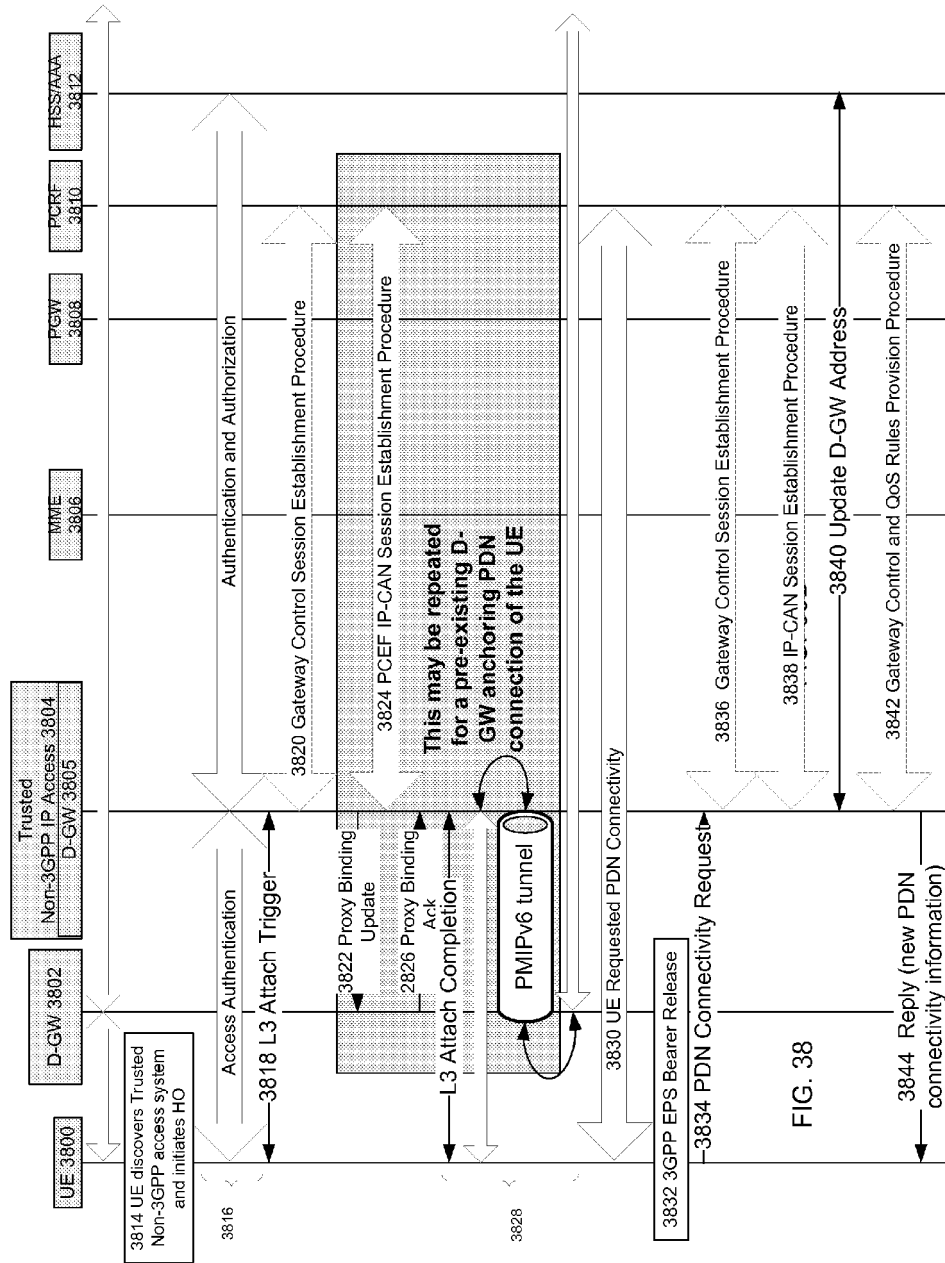 UE 3800
D-GW 3802
Trusted
Non-3GPP IP Access 3804
D-GW 3805
MME
3806
PGW
3808
PCRF
3810
HSS/AAA
3812
3814 UE discovers Trusted
Non-3GPP access system
and initiates HO
3816
Access Authentication
Authentication and Authorization
3818 L3 Attach Trigger
3820 Gateway Control Session Establishment Procedure
3822 Proxy Binding
Update
3824 PCEF IP-CAN Session Establishment Procedure
2826 Proxy Binding
Ack
L3 Attach Completion
This may be repeated
for a pre-existing D-
GW anchoring PDN
connection of the UE
3828
PMIPv6 tunnel
3830 UE Requested PDN Connectivity
3832 3GPP EPS Bearer Release
3834 PDN Connectivity Request
3836 Gateway Control Session Establishment Procedure
3838 IP-CAN Session Establishment Procedure
3840 Update D-GW Address
3842 Gateway Control and QoS Rules Provision Procedure
3844 Reply (new PDN
connectivity information)
FIG. 38